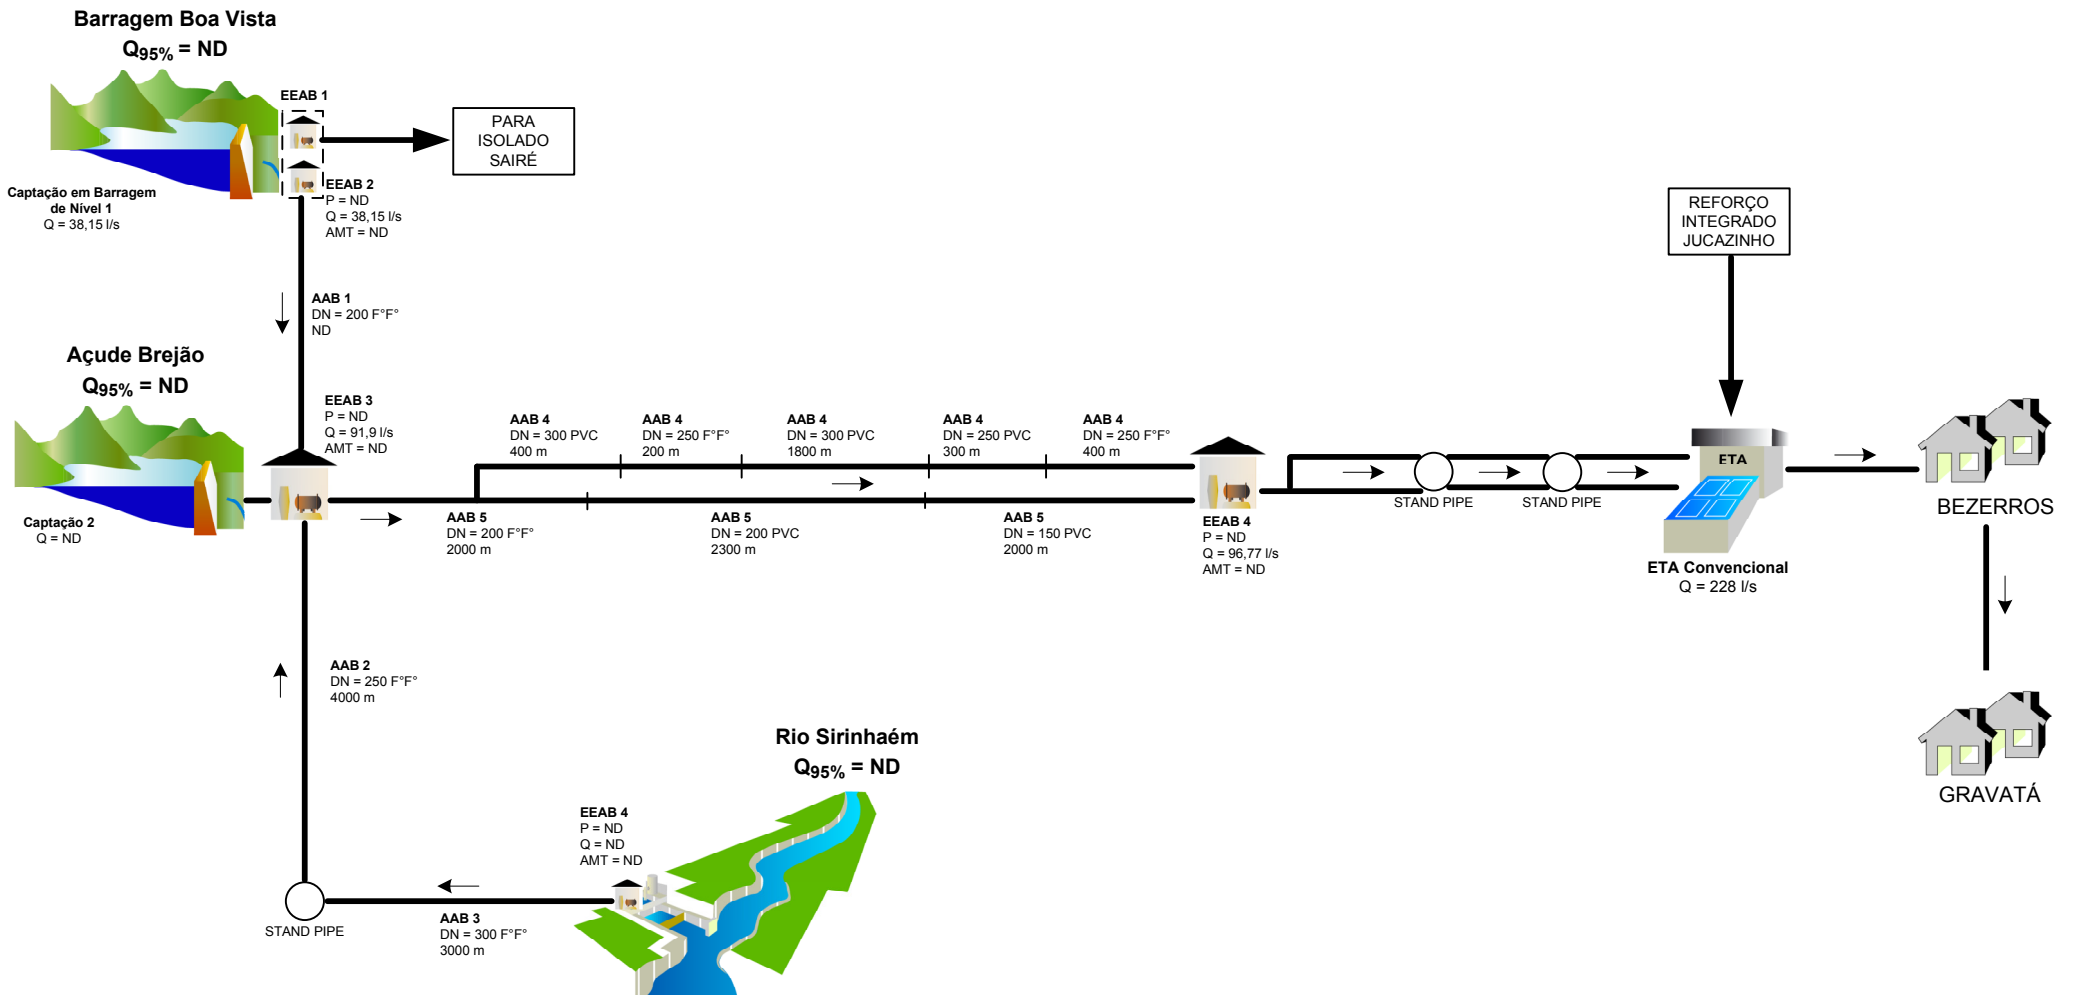 Barragem Boa Vista
Q95% = ND
EEAB 1
PARA
ISOLADO
SAIRÉ
Captação em Barragem
de Nível 1
Q = 38,15 l/s
EEAB 2
P = ND
Q = 38,15 l/s
AMT = ND
REFORÇO
INTEGRADO
JUCAZINHO
AAB 1
DN = 200 F°F°
ND
Açude Brejão
Q95% = ND
EEAB 3
P = ND
Q = 91,9 l/s
AMT = ND
Captação 2
Q = ND
AAB 4
DN = 300 PVC
400 m
AAB 4
DN = 250 F°F°
200 m
AAB 4
DN = 300 PVC
1800 m
AAB 4
DN = 250 PVC
300 m
AAB 4
DN = 250 F°F°
400 m
AAB 5
DN = 200 F°F°
2000 m
AAB 5
DN = 200 PVC
2300 m
AAB 5
DN = 150 PVC
2000 m
EEAB 4
P = ND
Q = 96,77 l/s
AMT = ND
STAND PIPE
STAND PIPE
ETA
ETA Convencional
Q = 228 l/s
BEZERROS
GRAVATÁ
AAB 2
DN = 250 F°F°
4000 m
Rio Sirinhaém
Q95% = ND
EEAB 4
P = ND
Q = ND
AMT = ND
STAND PIPE
AAB 3
DN = 300 F°F°
3000 m